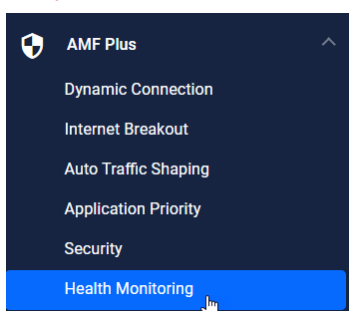 AMF Plus
Dynamic Connection
Internet Breakout
Auto Traffic Shaping
Application Priority
Security
Health Monitoring